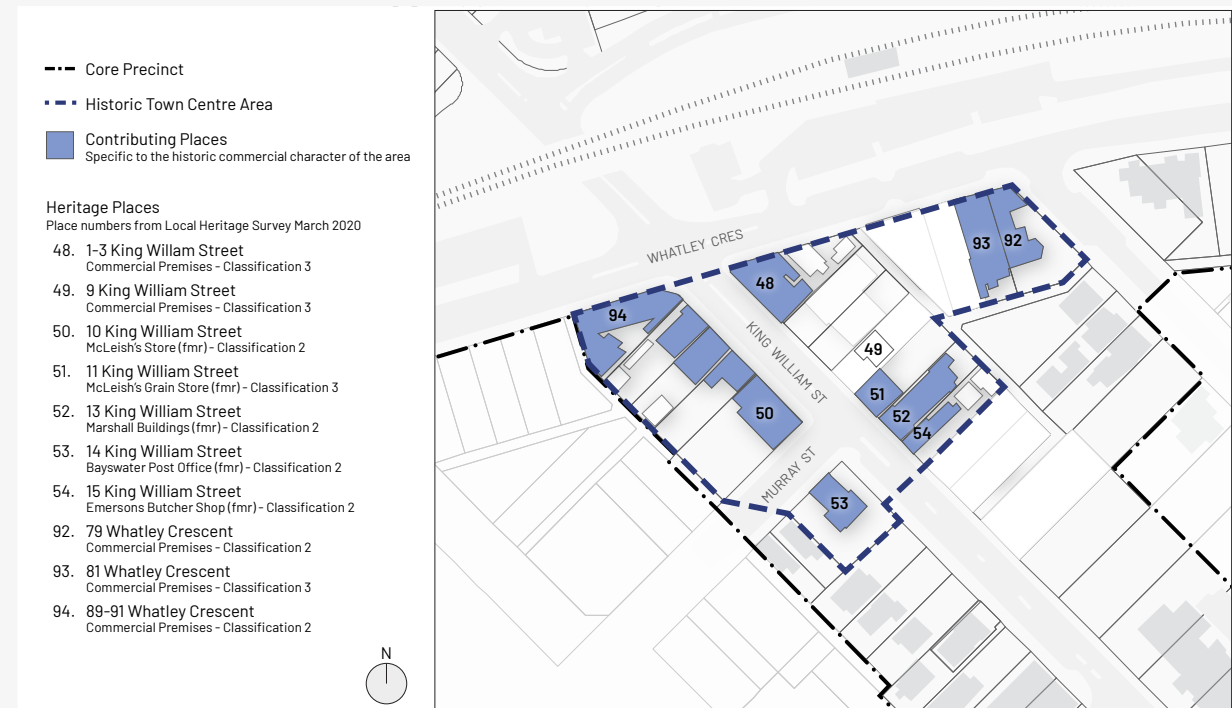 Core Precinct
Historic Town Centre Area
Contributing Places
Specific to the historic commercial character of the area
Heritage Places
Place numbers from Local Heritage Survey March 2020
48. 1-3 King Willam Street
Commercial Premises - Classification 3
49. 9 King William Street
Commercial Premises - Classification 3
50. 10 King William Street
McLeish's Store (fmr) - Classification 2
51. 11 King William Street
McLeish's Grain Store (fmr) - Classification 3
52. 13 King William Street
Marshall Buildings (fmr) - Classification 2
53. 14 King William Street
Bayswater Post Office (fmr) - Classification 2
54. 15 King William Street
Emersons Butcher Shop (fmr) - Classification 2
92. 79 Whatley Crescent
Commercial Premises - Classification 2
93. 81 Whatley Crescent
Commercial Premises - Classification 3
94. 89-91 Whatley Crescent
Commercial Premises - Classification 2
N
WHATLEY CRES
93
92
48
94
KING WILLIAM ST
49
51
50
52
54
MURRAY ST
53